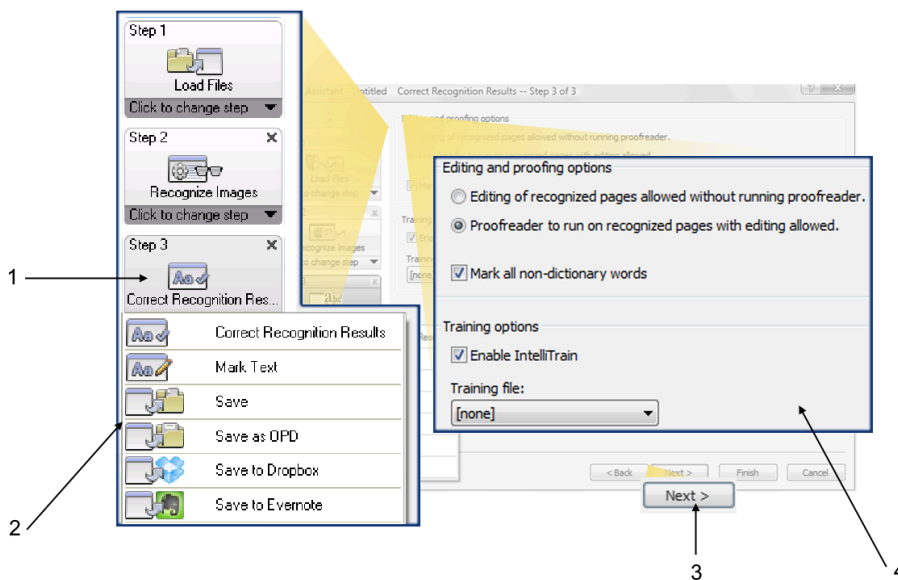 Step 1
Load Files
Click to change step
Step 2
Recognize Images
Click to change step
Step 3
Correct Recognition Res...
Correct Recognition Results
Mark Text
Save
Save as OPD
Save to Dropbox
Save to Evernote
Assistant - Untitled Correct Recognition Results -- Step 3 of 3
Load Files
Editing and proofing options
Editing of recognized pages allowed without running proofreader.
Proofreader to run on recognized pages with editing allowed.
Mark all non-dictionary words
Training options
Enable IntelliTrain
Training file:
[none]
< Back
Next >
Finish
Cancel
Next >
1
2
3
4